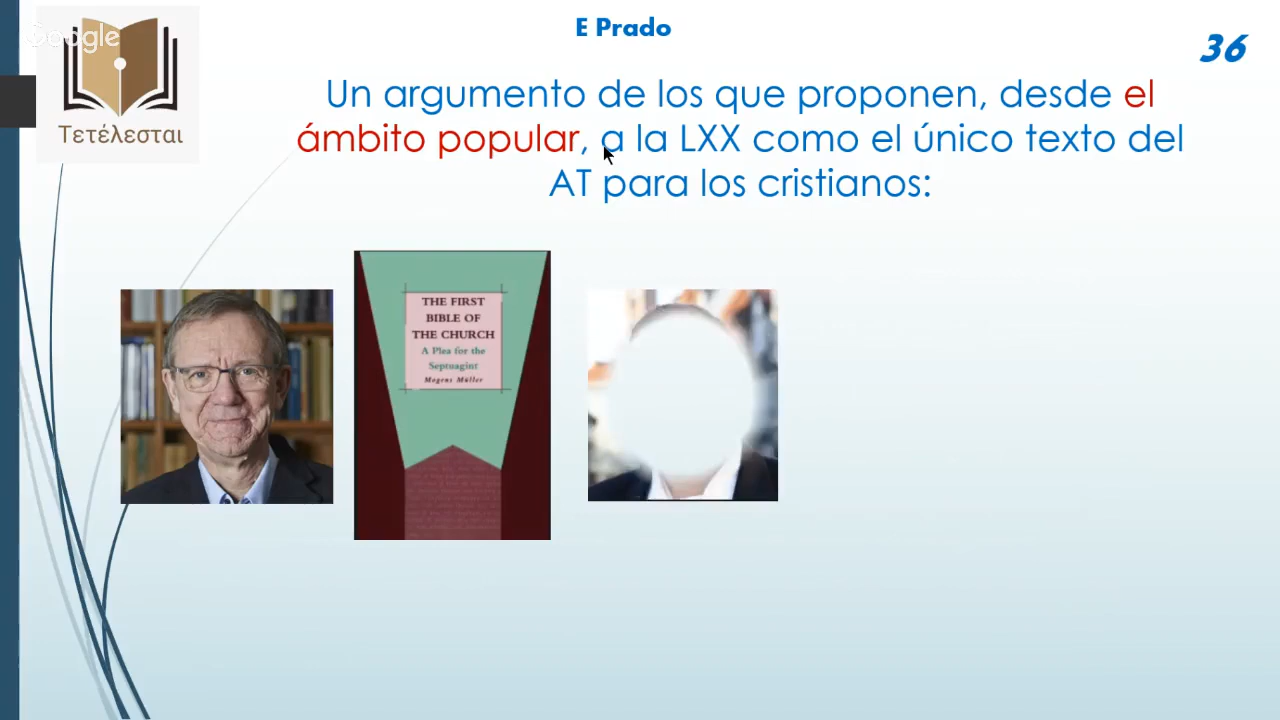 Google
E Prado
36
Τετέλεσται
Un argumento de los que proponen, desde el
ámbito popular, a la LXX como el único texto del
AT para los cristianos:
THE FIRST
BIBLE OF
THE CHURCH
A Plea for the
Septuagint
Mogens Müller